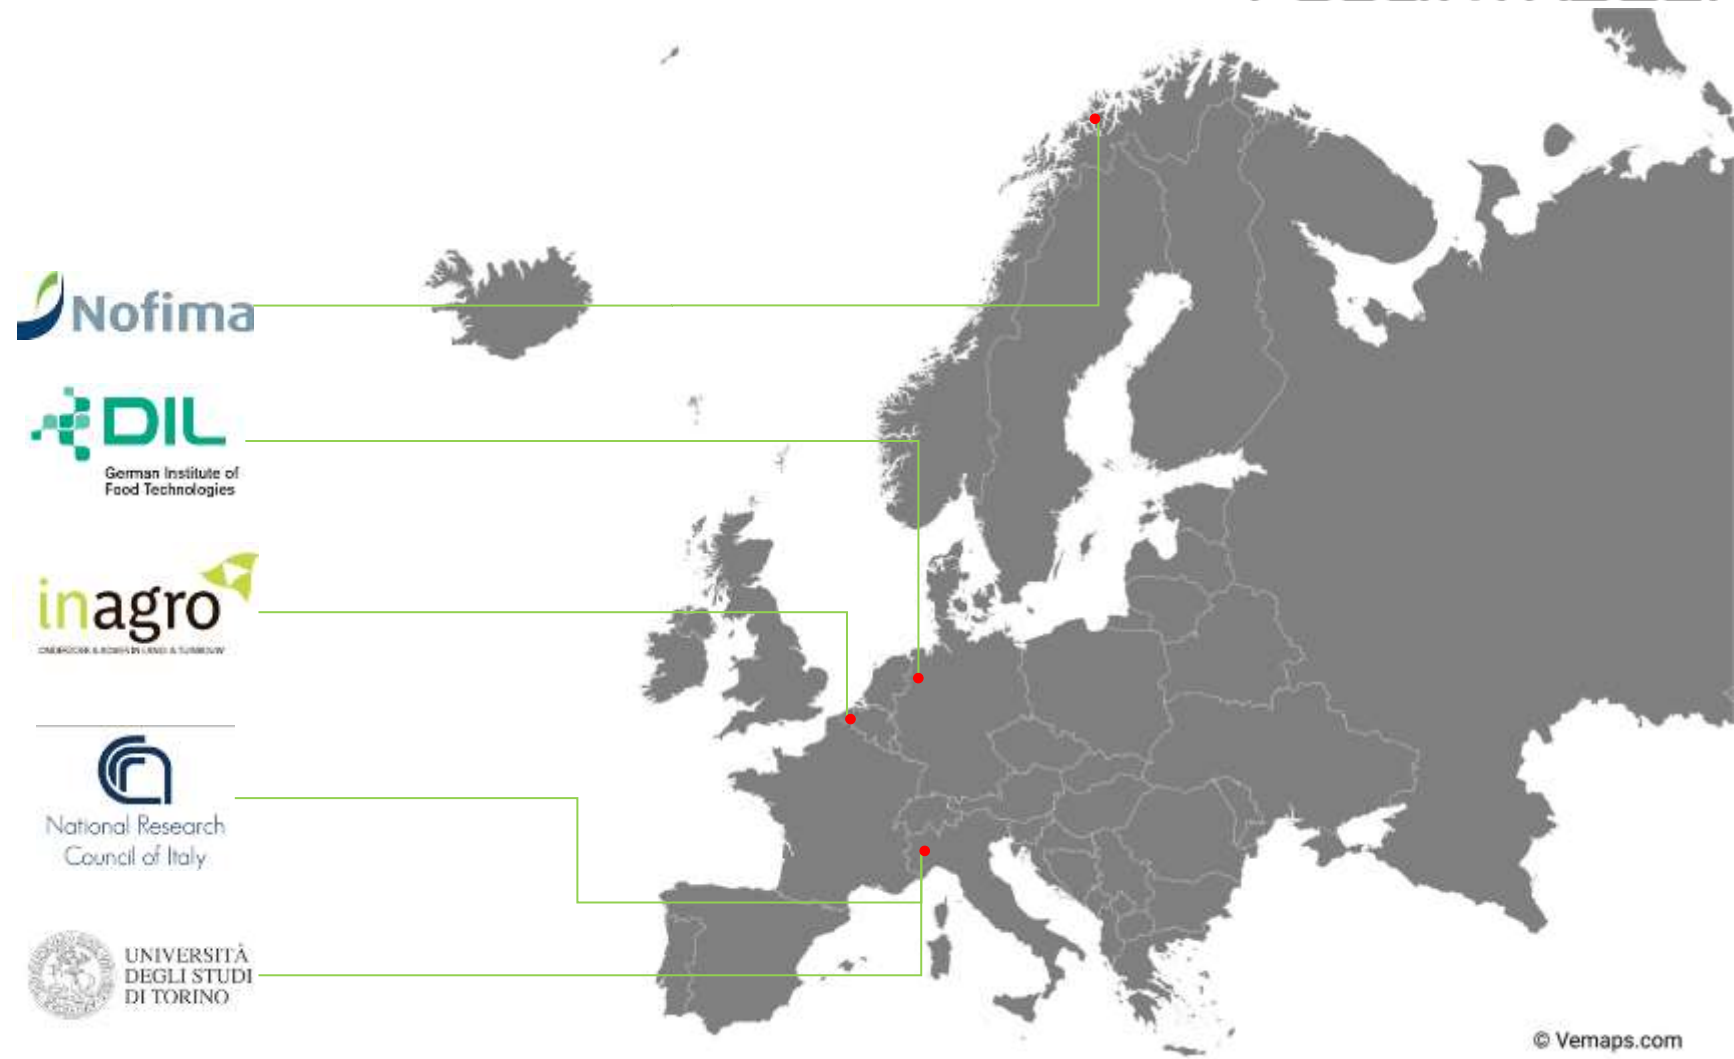 Nofima
DIL
German Institute of
Food Technologies
inagro
National Research
Council of Italy
UNIVERSITÀ
DEGLI STUDI
DI TORINO
© Vemaps.com